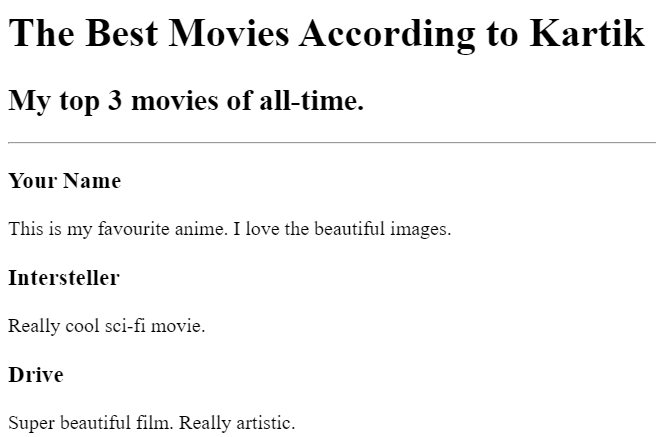 The Best Movies According to Kartik
My top 3 movies of all-time.
Your Name
This is my favourite anime. I love the beautiful images.
Intersteller
Really cool sci-fi movie.
Drive
Super beautiful film. Really artistic.